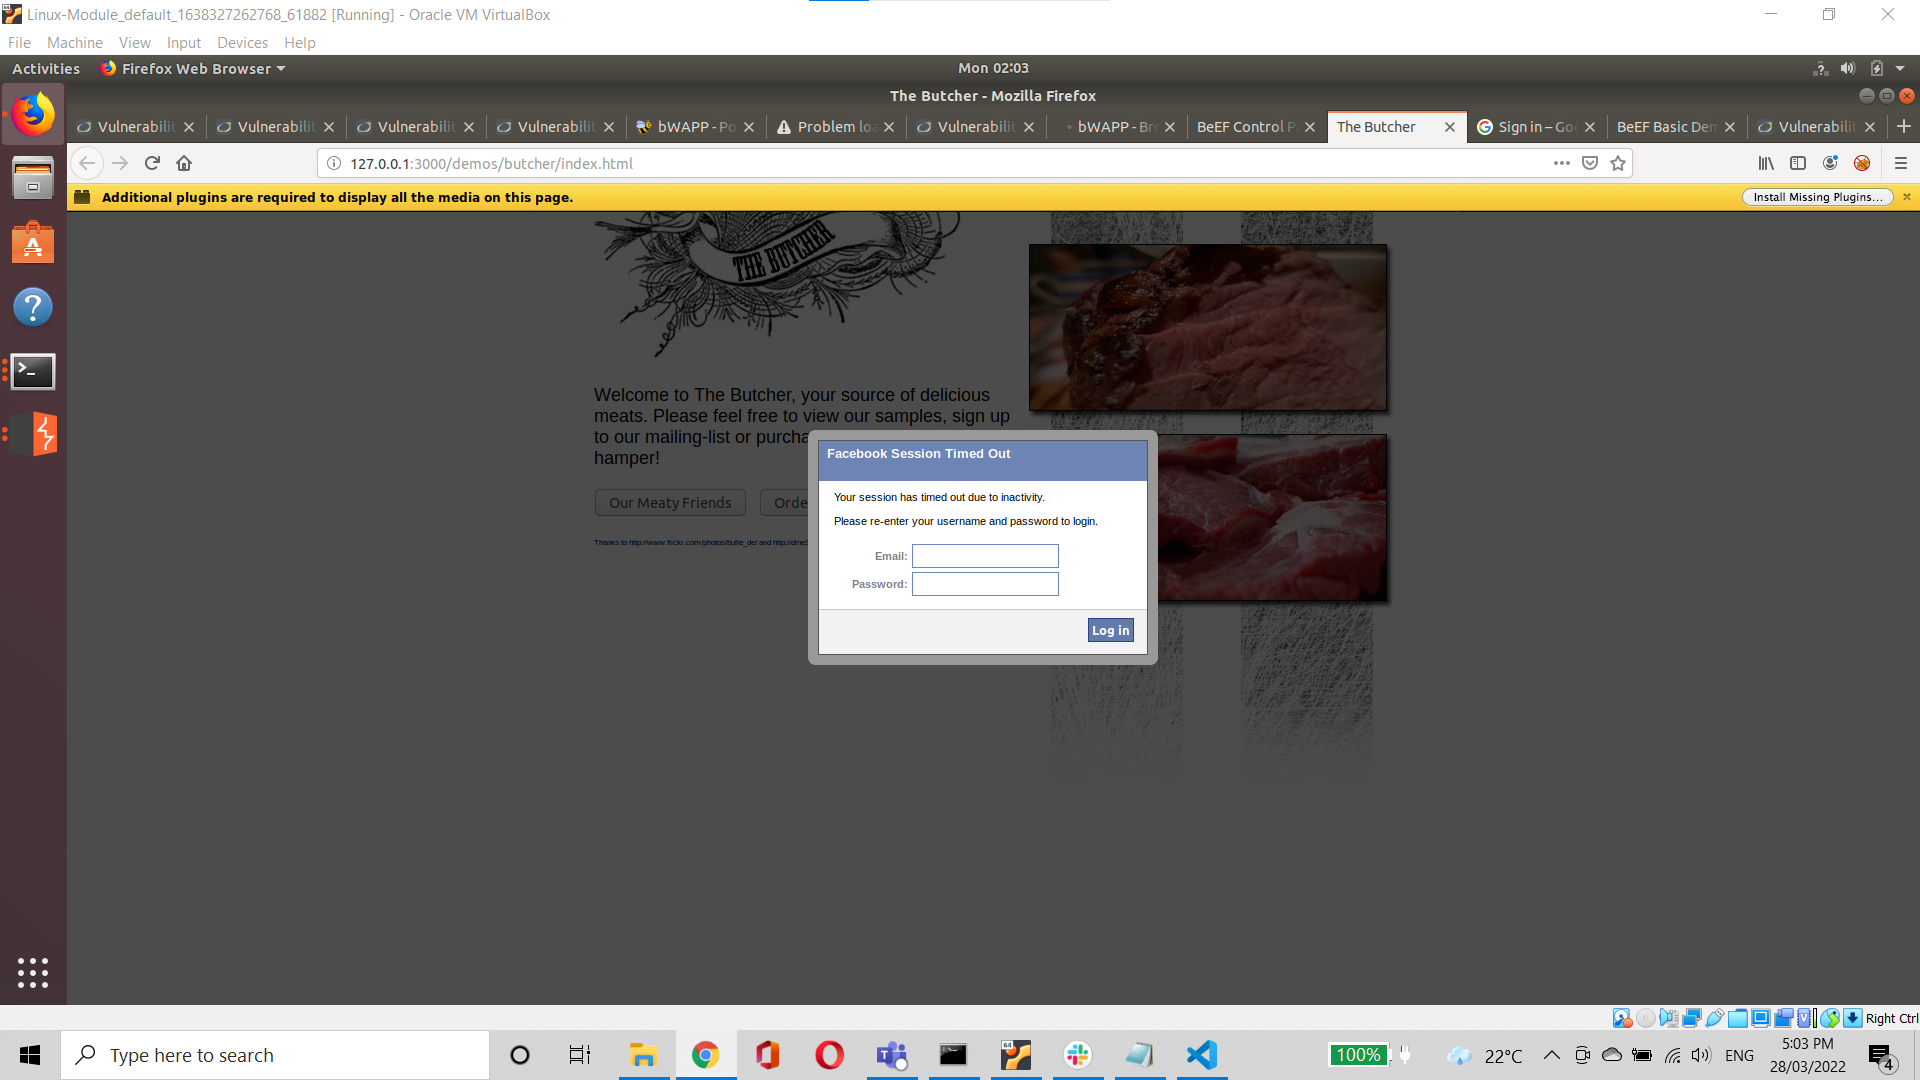 Linux-Module_default_1638327262768_61882 [Running] - Oracle VM VirtualBox
File Machine View Input Devices Help
Activities Firefox Web Browser Mon 02:03
The Butcher - Mozilla Firefox
Vulnerabilit Vulnerabilit Vulnerabilit Vulnerabilit bWAPP - Po Problem loa Vulnerabilit bWAPP - Bro BeEF Control P The Butcher Sign in – Goo BeEF Basic Dem Vulnerabilit
127.0.0.1:3000/demos/butcher/index.html
Additional plugins are required to display all the media on this page. Install Missing Plugins...
THE BUTCHER
Welcome to The Butcher, your source of delicious
meats. Please feel free to view our samples, sign up
to our mailing-list or purcha
hamper!
Our Meaty Friends Orde
Thanks to http://www.flickr.com/photos/bulle_de/ and http://dine
Facebook Session Timed Out
Your session has timed out due to inactivity.
Please re-enter your username and password to login.
Email:
Password:
Log in
Right Ctrl
Type here to search
64
100% 22°C ENG 5:03 PM
28/03/2022
4